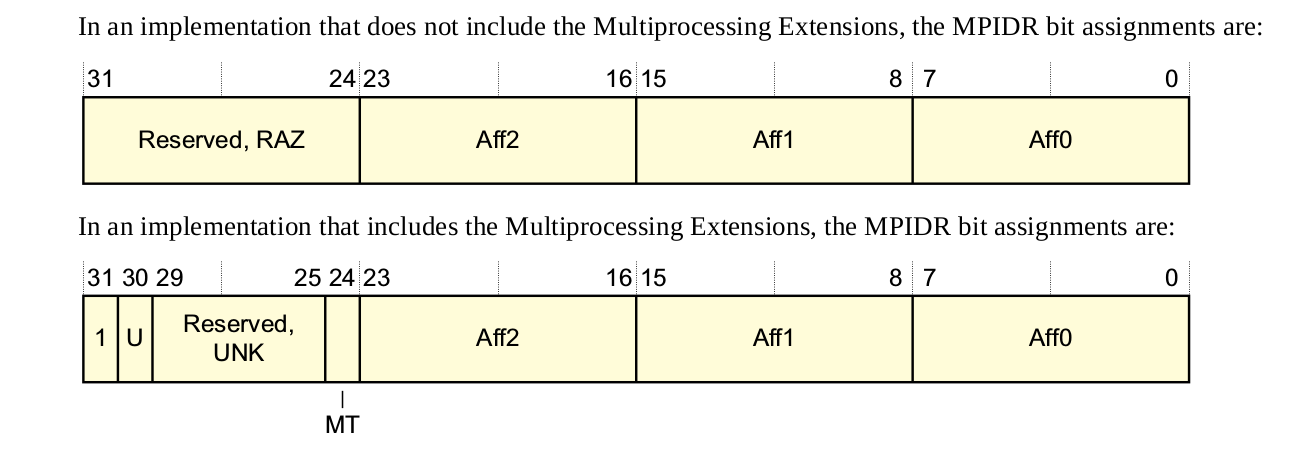 In an implementation that does not include the Multiprocessing Extensions, the MPIDR bit assignments are:
31 24 23 16 15 8 7 0
Reserved, RAZ Aff2 Aff1 Aff0
In an implementation that includes the Multiprocessing Extensions, the MPIDR bit assignments are:
31 30 29 25 24 23 16 15 8 7 0
1 U Reserved, UNK Aff2 Aff1 Aff0
MT